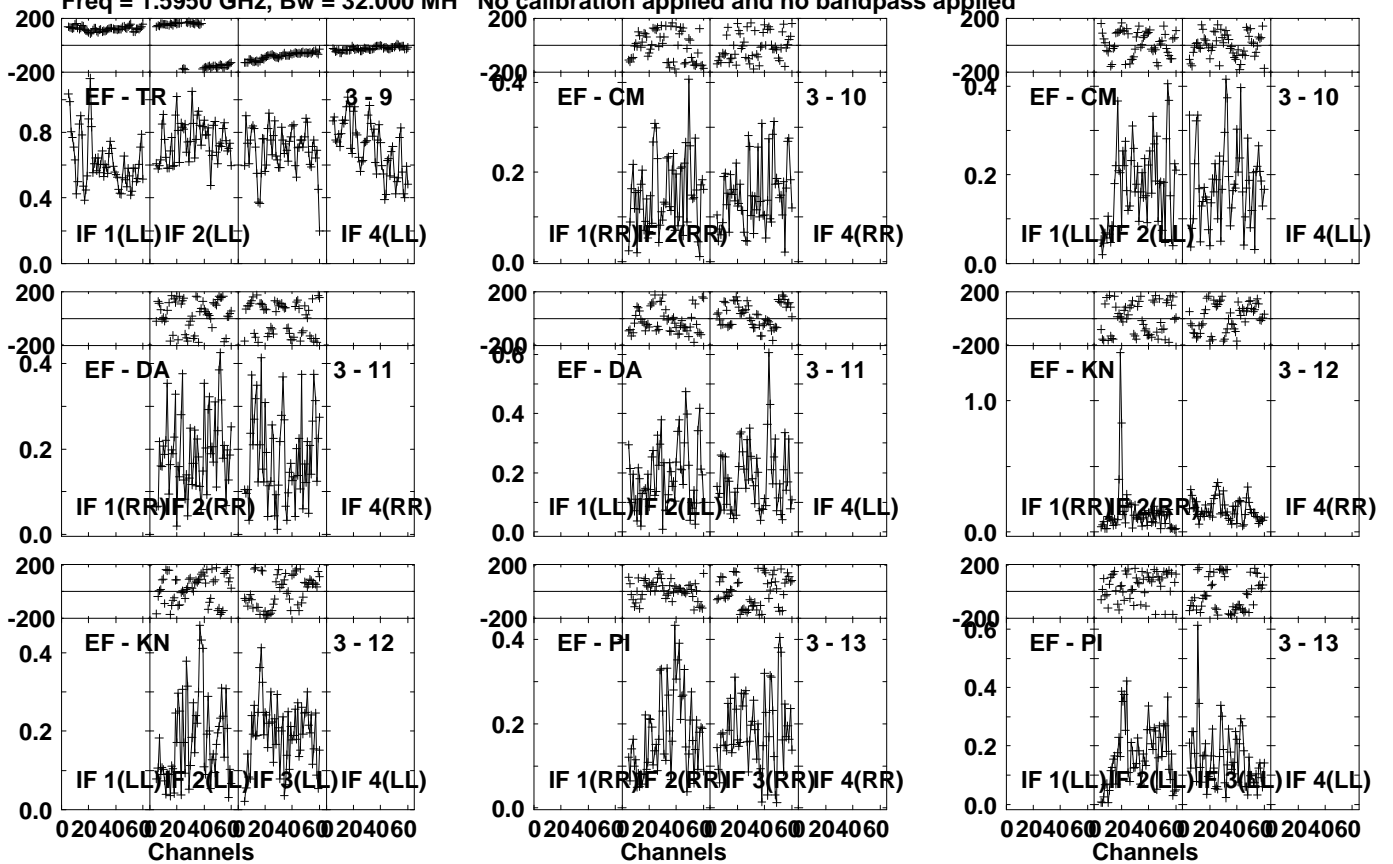 Freq = 1.5950 GHz, Bw = 32.000 MH No calibration applied and no bandpass applied
200
-200
EF - TR 3 - 9
0.8
0.4
0.0
IF 1(LL) IF 2(LL) IF 4(LL)
200
-200
0.4
EF - CM 3 - 10
0.2
0.0
IF 1(RR) IF 2(RR) IF 4(RR)
200
-200
0.4
EF - CM 3 - 10
0.2
0.0
IF 1(LL) IF 2(LL) IF 4(LL)
200
-200
0.4
EF - DA 3 - 11
0.2
0.0
IF 1(RR) IF 2(RR) IF 4(RR)
200
-200
0.6
EF - DA 3 - 11
0.4
0.2
0.0
IF 1(LL) IF 2(LL) IF 4(LL)
200
-200
EF - KN 3 - 12
1.0
0.0
IF 1(RR) IF 2(RR) IF 4(RR)
200
-200
EF - KN 3 - 12
0.4
0.2
0.0
IF 1(LL) IF 2(LL) IF 3(LL) IF 4(LL)
0 20 40 60 0 20 40 60 0 20 40 60 0 20 40 60
Channels
200
-200
0.4
EF - PI 3 - 13
0.2
0.0
IF 1(RR) IF 2(RR) IF 3(RR) IF 4(RR)
0 20 40 60 0 20 40 60 0 20 40 60 0 20 40 60
Channels
200
-200
0.6
EF - PI 3 - 13
0.4
0.2
0.0
IF 1(LL) IF 2(LL) IF 3(LL) IF 4(LL)
0 20 40 60 0 20 40 60 0 20 40 60 0 20 40 60
Channels